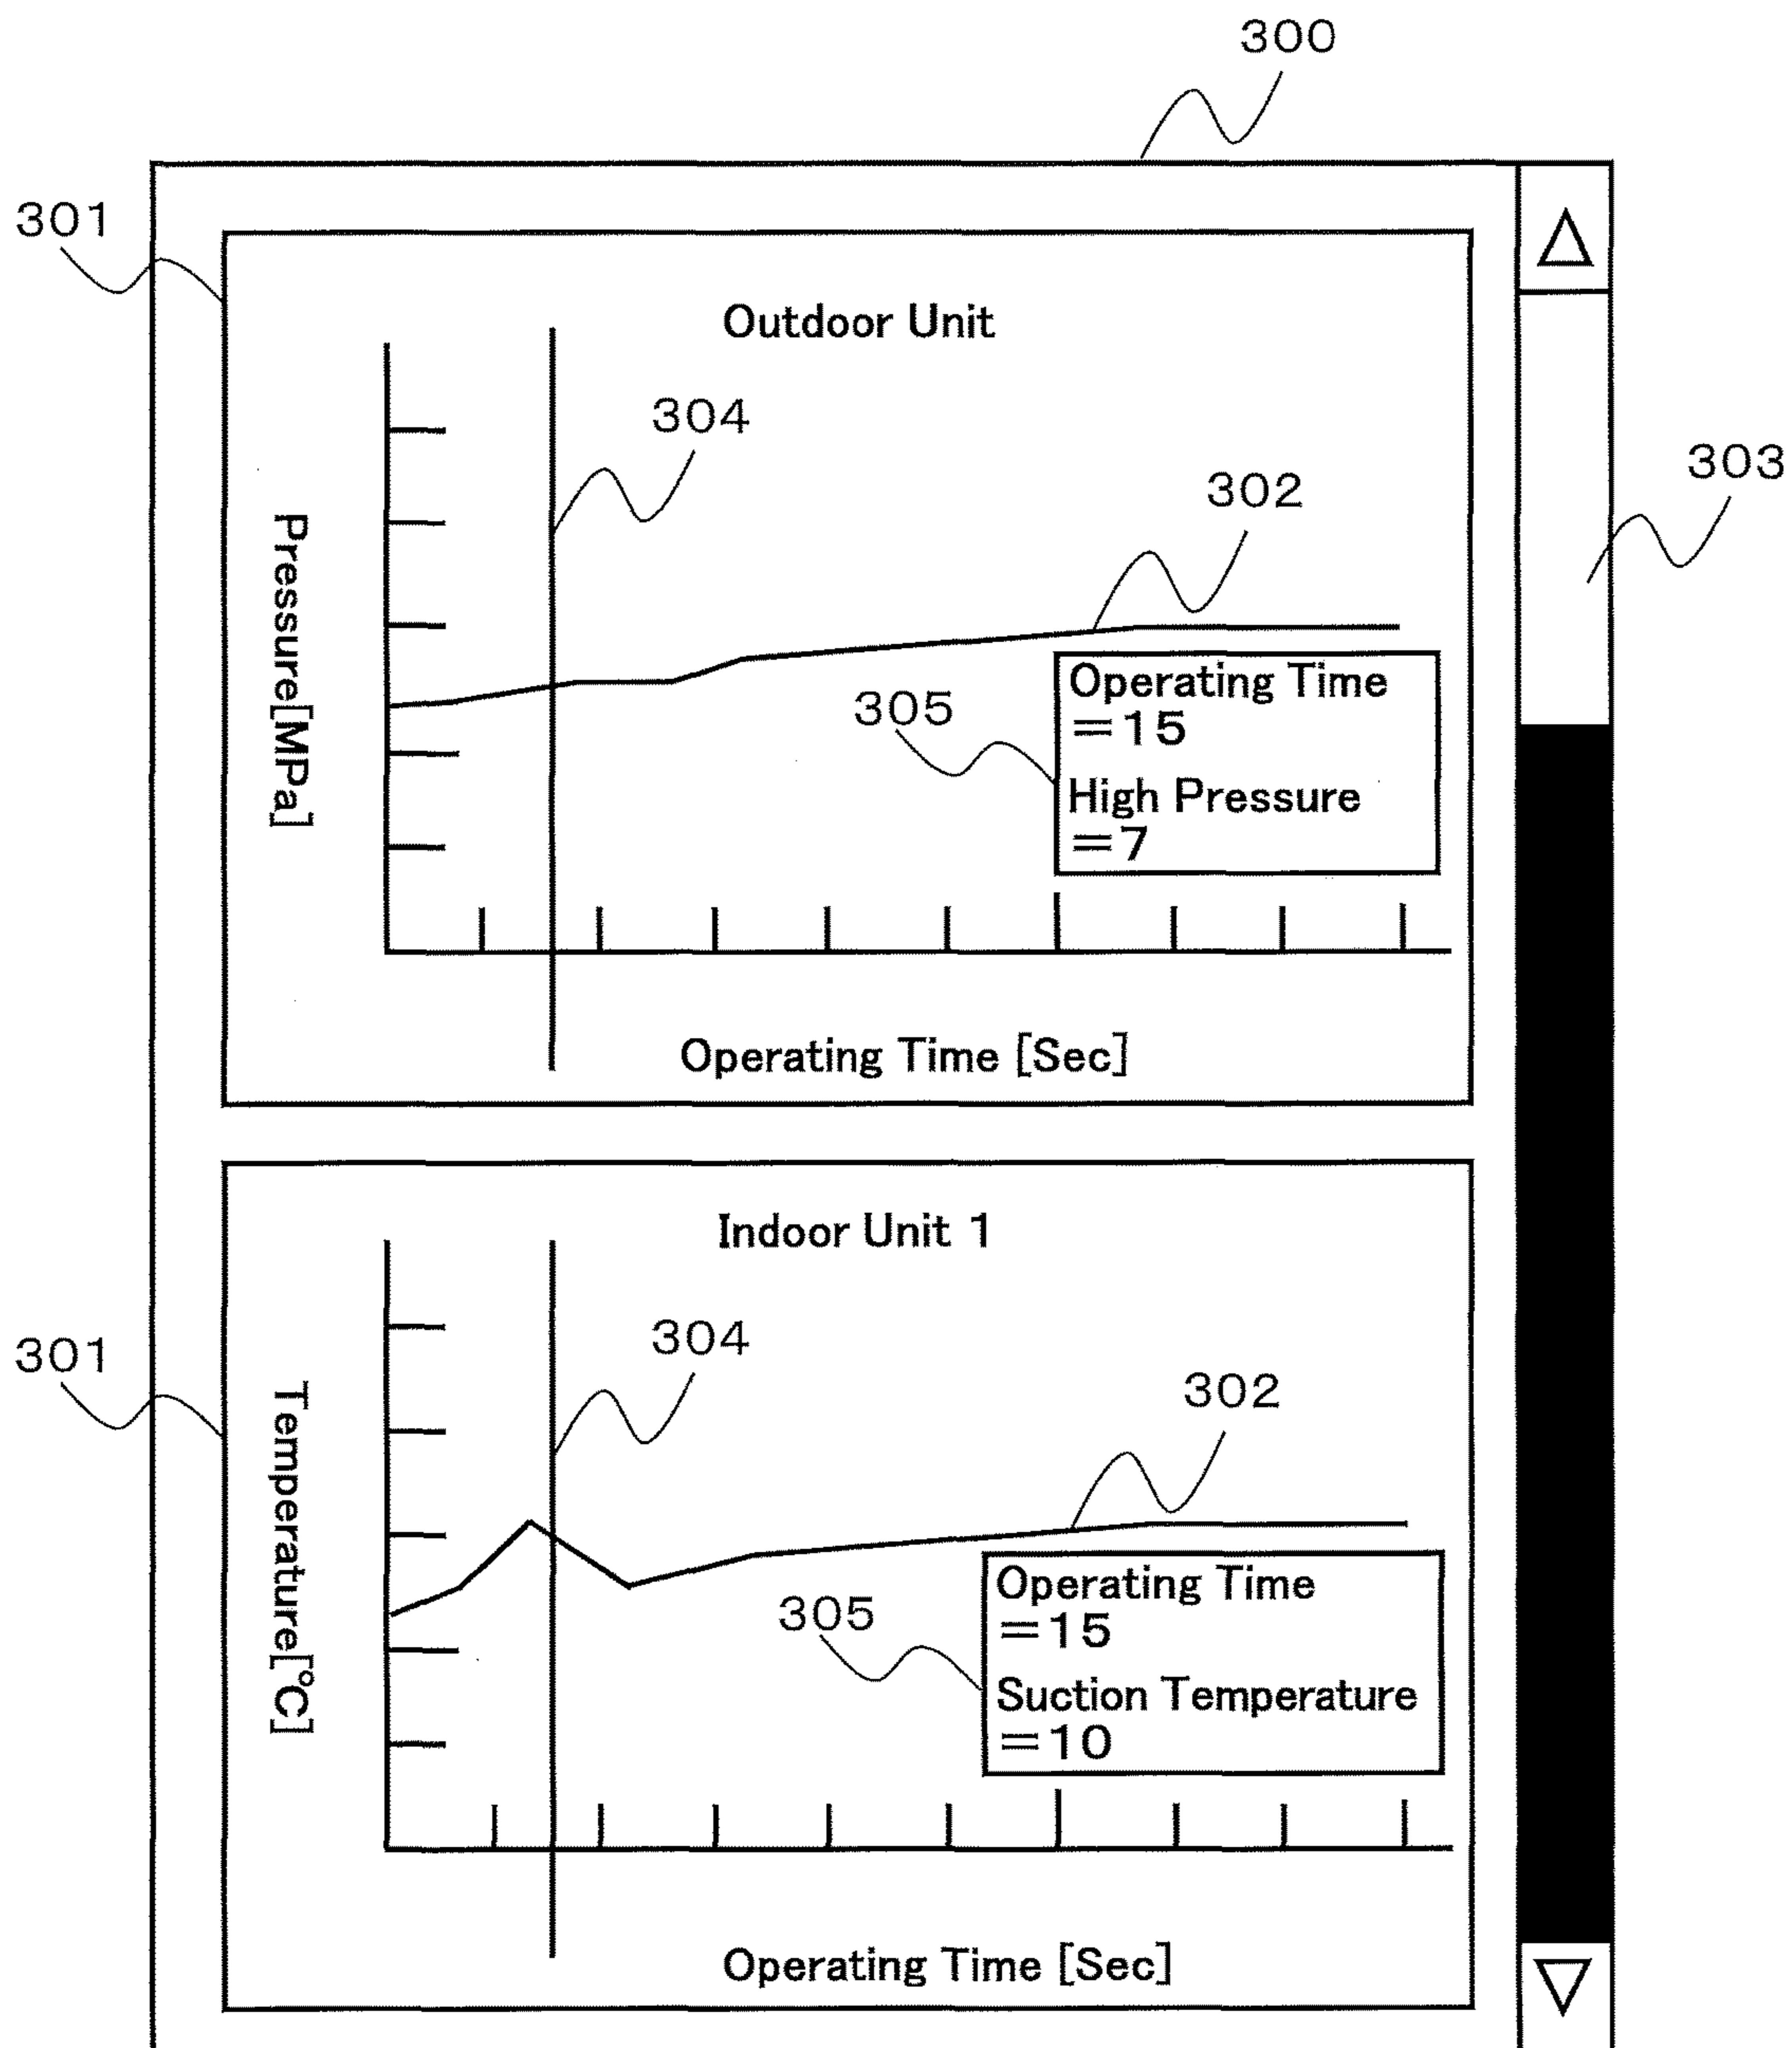 300
301
Outdoor Unit
304
302
303
Pressure[MPa]
305
Operating Time
=15
High Pressure
=7
Operating Time [Sec]
Indoor Unit 1
301
304
302
Temperature[°C]
305
Operating Time
=15
Suction Temperature
=10
Operating Time [Sec]